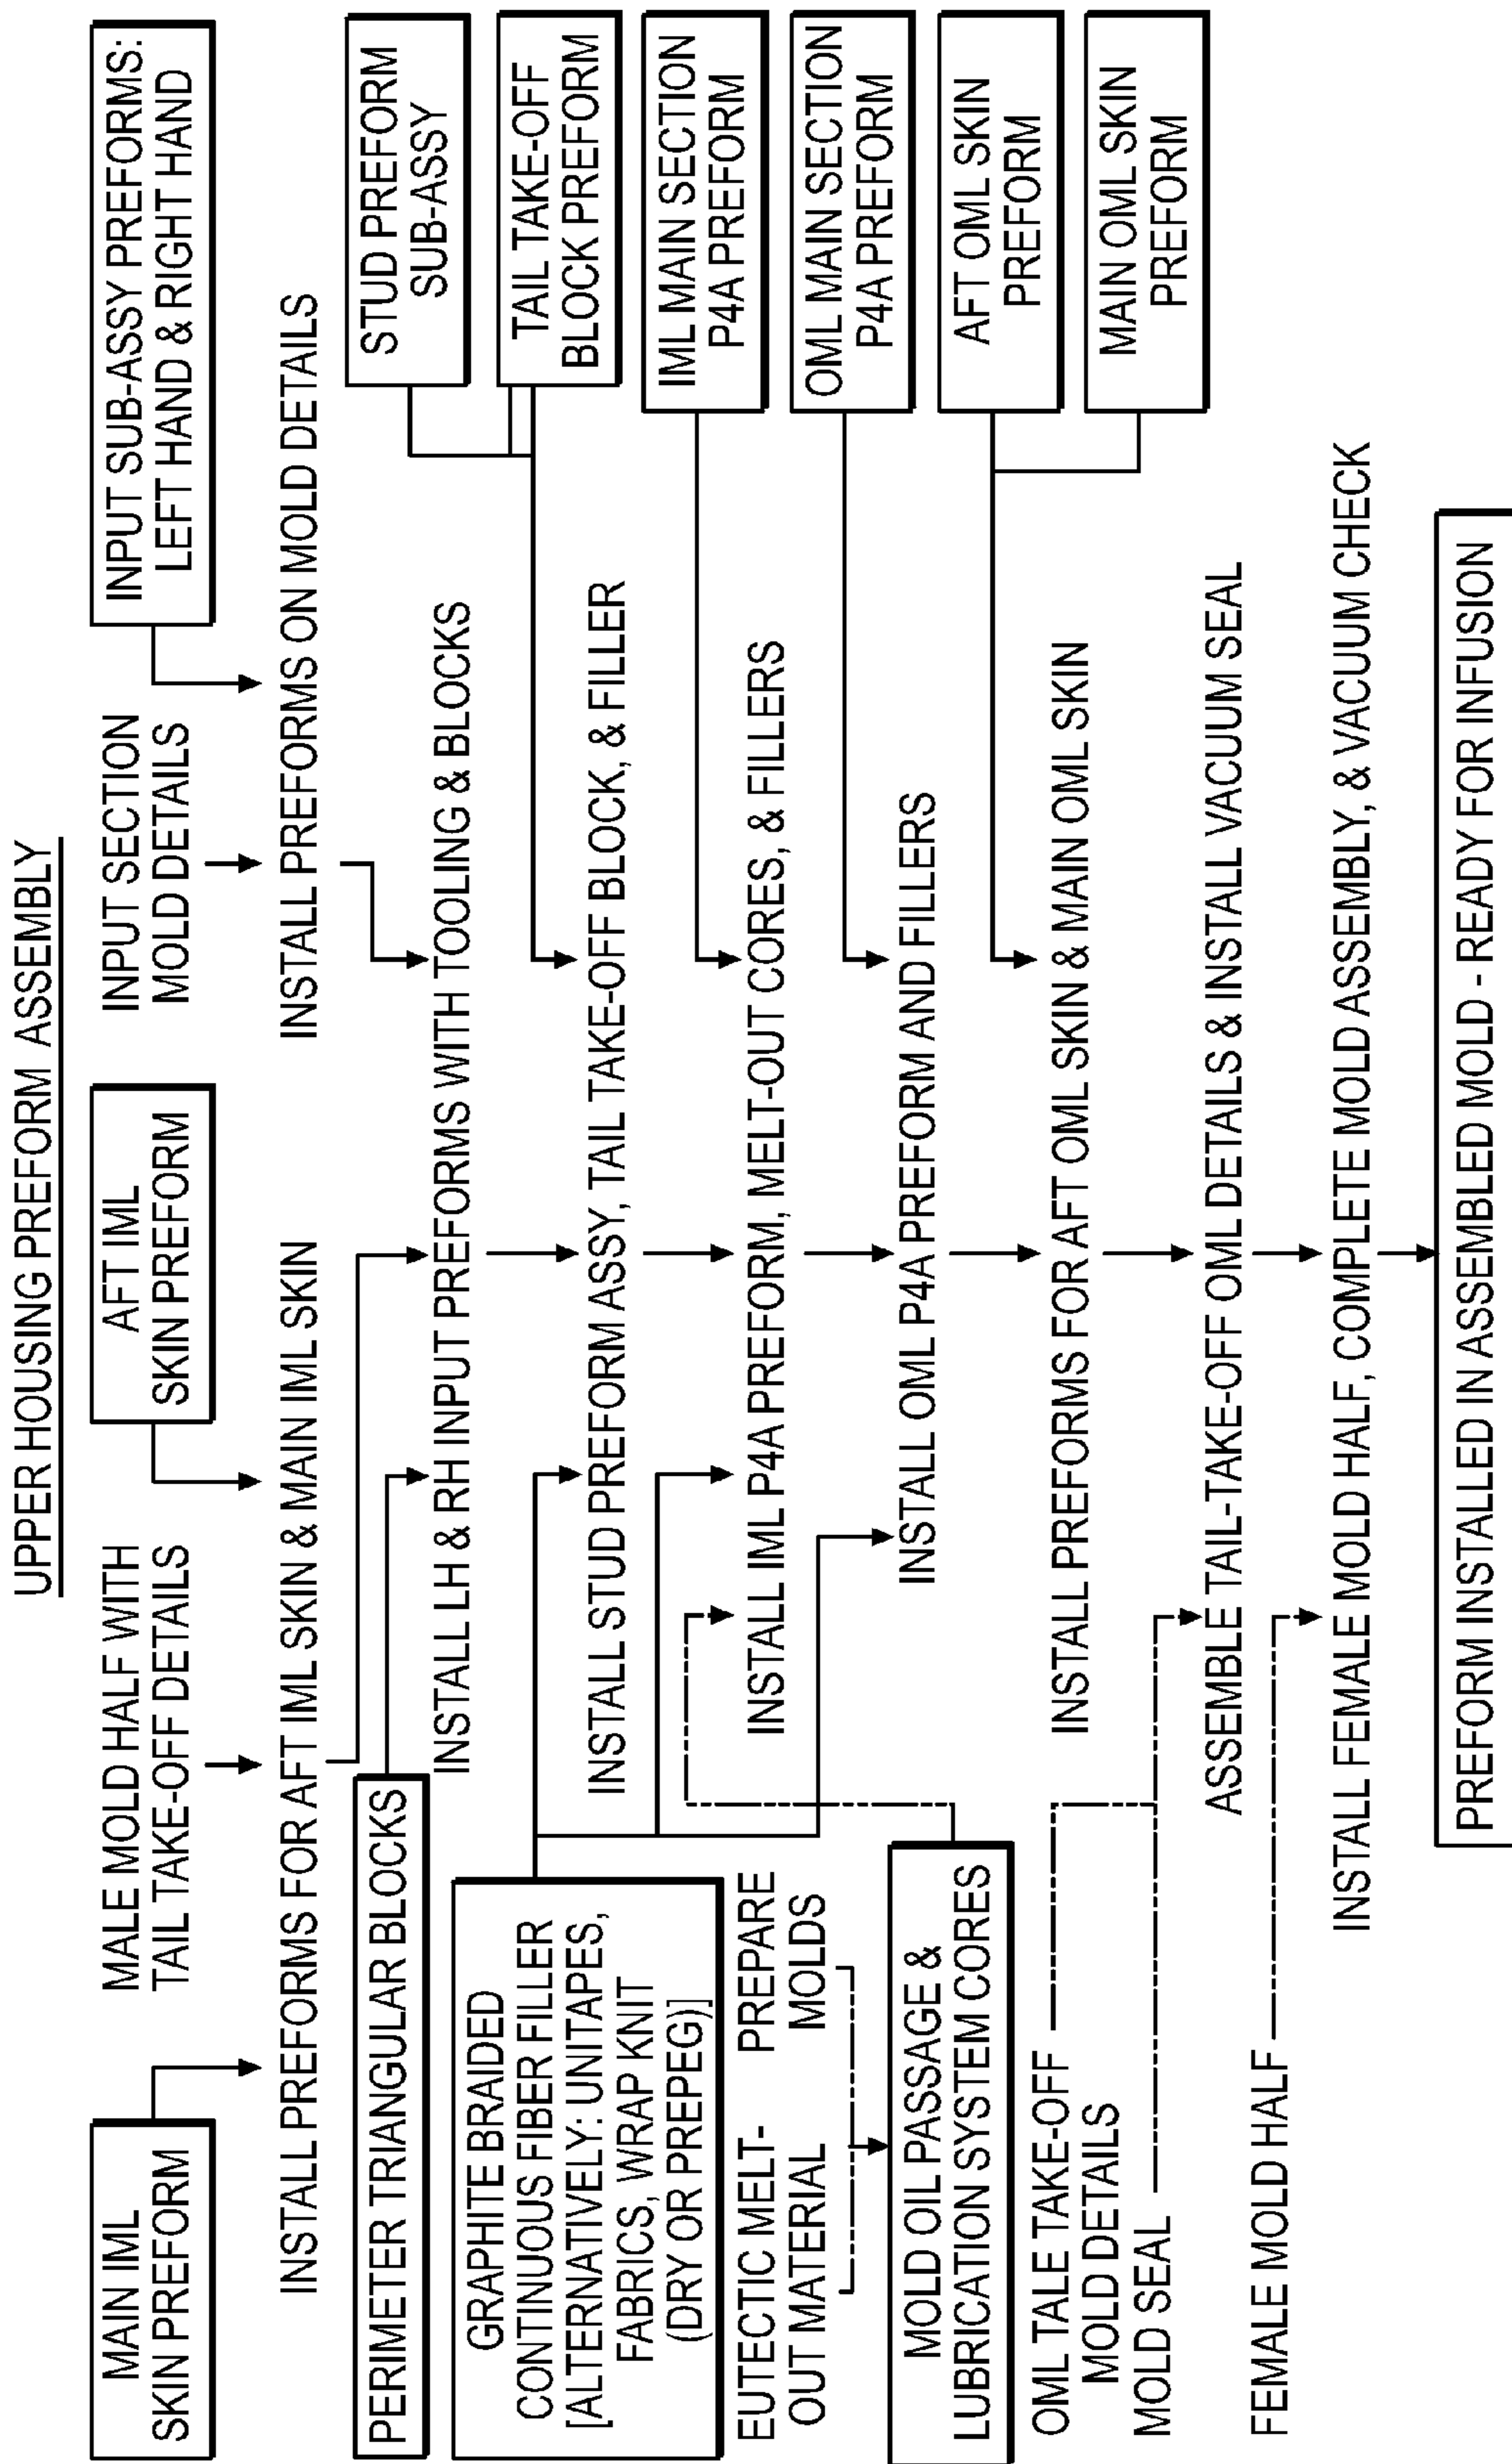 UPPER HOUSING PREFORM ASSEMBLY
MAIN IML
SKIN PREFORM
MALE MOLD HALF WITH
TAIL TAKE-OFF DETAILS
AFT IML
SKIN PREFORM
INPUT SECTION
MOLD DETAILS
INPUT SUB-ASSY PREFORMS:
LEFT HAND & RIGHT HAND
INSTALL PREFORMS FOR AFT IML SKIN & MAIN IML SKIN
INSTALL PREFORMS ON MOLD DETAILS
PERIMETER TRIANGULAR BLOCKS
INSTALL LH & RH INPUT PREFORMS WITH TOOLING & BLOCKS
STUD PREFORM
SUB-ASSY
GRAPHITE BRAIDED
CONTINUOUS FIBER FILLER
[ALTERNATIVELY: UNITAPES,
FABRICS, WRAP KNIT
(DRY OR PREPEG)]
INSTALL STUD PREFORM ASSY, TAIL TAKE-OFF BLOCK, & FILLER
TAIL TAKE-OFF
BLOCK PREFORM
EUTECTIC MELT-
OUT MATERIAL
PREPARE
MOLDS
INSTALL IML P4A PREFORM, MELT-OUT CORES, & FILLERS
IML MAIN SECTION
P4A PREFORM
MOLD OIL PASSAGE &
LUBRICATION SYSTEM CORES
INSTALL OML P4A PREFORM AND FILLERS
OML MAIN SECTION
P4A PREFORM
OML TALE TAKE-OFF
MOLD DETAILS
INSTALL PREFORMS FOR AFT OML SKIN & MAIN OML SKIN
AFT OML SKIN
PREFORM
MAIN OML SKIN
PREFORM
MOLD SEAL
ASSEMBLE TAIL-TAKE-OFF OML DETAILS & INSTALL VACUUM SEAL
FEMALE MOLD HALF
INSTALL FEMALE MOLD HALF, COMPLETE MOLD ASSEMBLY, & VACUUM CHECK
PREFORM INSTALLED IN ASSEMBLED MOLD - READY FOR INFUSION